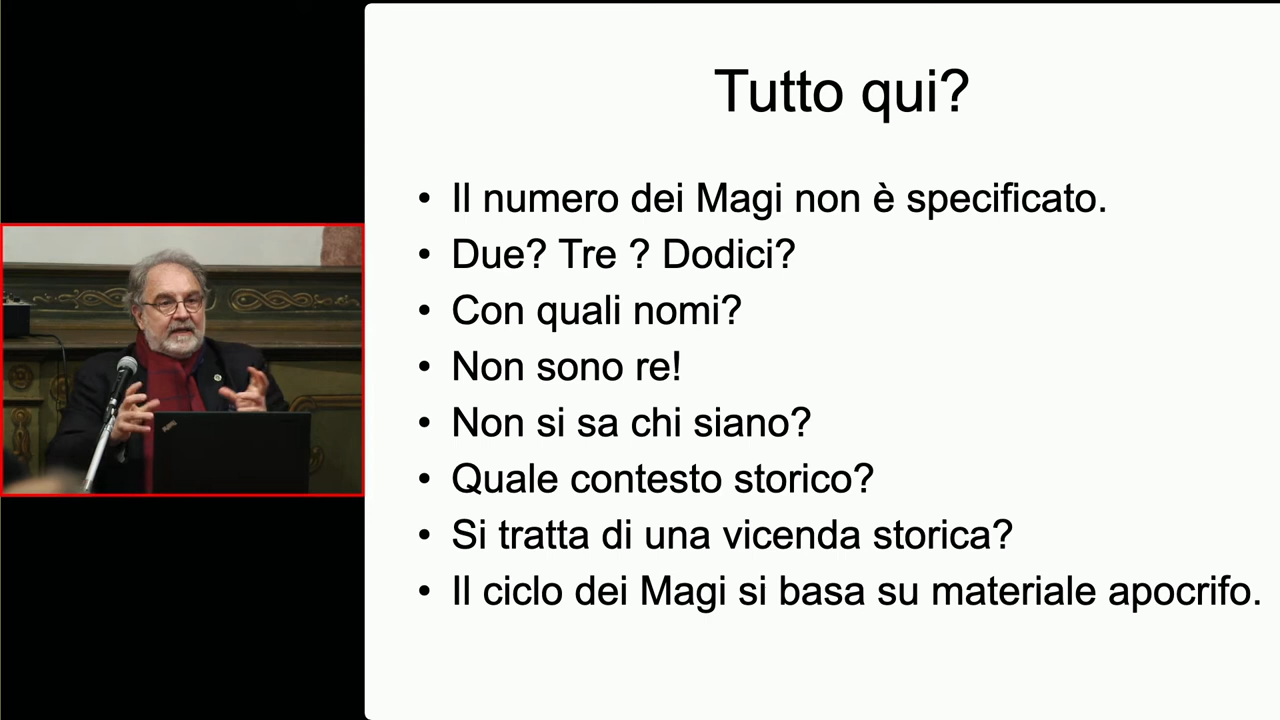 Tutto qui?
• Il numero dei Magi non è specificato.
• Due? Tre ? Dodici?
• Con quali nomi?
• Non sono re!
• Non si sa chi siano?
• Quale contesto storico?
• Si tratta di una vicenda storica?
• Il ciclo dei Magi si basa su materiale apocrifo.